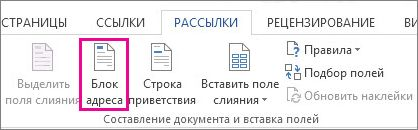 СТРАНИЦЫ ССЫЛКИ РАССЫЛКИ РЕЦЕНЗИРОВАНИЕ ВИ
Выделить поля слияния
Блок адреса
Строка приветствия
Вставить поле слияния
Правила
Подбор полей
Обновить наклейки
Составление документа и вставка полей